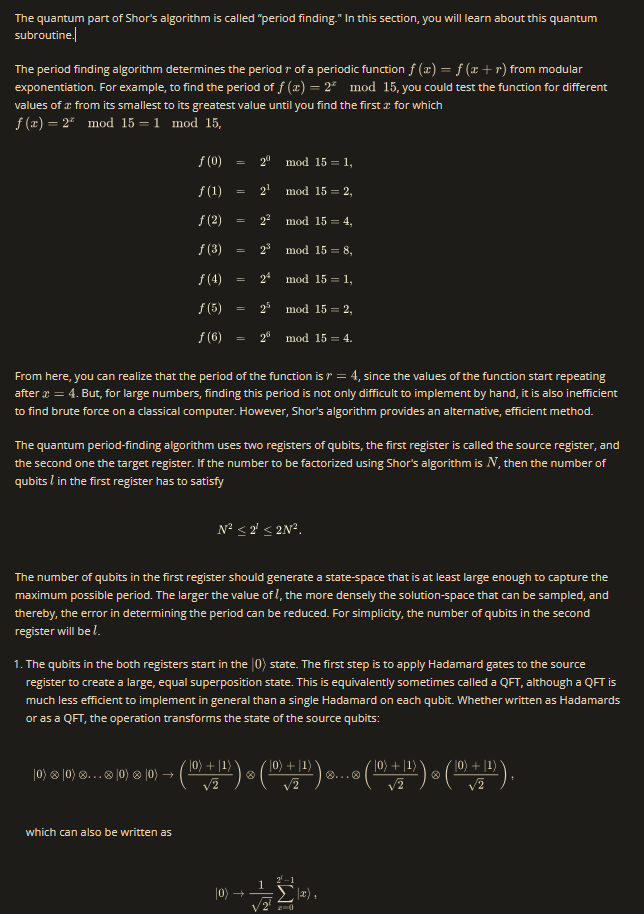 The quantum part of Shor's algorithm is called "period finding." In this section, you will learn about this quantum
subroutine.
The period finding algorithm determines the period r of a periodic function f (x) = f (x + r) from modular
exponentiation. For example, to find the period of f (x) = 2^x mod 15, you could test the function for different
values of x from its smallest to its greatest value until you find the first x for which
f (x) = 2^x mod 15 = 1 mod 15,
f (0) = 2^0 mod 15 = 1,
f (1) = 2^1 mod 15 = 2,
f (2) = 2^2 mod 15 = 4,
f (3) = 2^3 mod 15 = 8,
f (4) = 2^4 mod 15 = 1,
f (5) = 2^5 mod 15 = 2,
f (6) = 2^6 mod 15 = 4.
From here, you can realize that the period of the function is r = 4, since the values of the function start repeating
after x = 4. But, for large numbers, finding this period is not only difficult to implement by hand, it is also inefficient
to find brute force on a classical computer. However, Shor's algorithm provides an alternative, efficient method.
The quantum period-finding algorithm uses two registers of qubits, the first register is called the source register, and
the second one the target register. If the number to be factorized using Shor's algorithm is N, then the number of
qubits l in the first register has to satisfy
N² ≤ 2^l ≤ 2N².
The number of qubits in the first register should generate a state-space that is at least large enough to capture the
maximum possible period. The larger the value of l, the more densely the solution-space that can be sampled, and
thereby, the error in determining the period can be reduced. For simplicity, the number of qubits in the second
register will be l.
1. The qubits in the both registers start in the |0⟩ state. The first step is to apply Hadamard gates to the source
register to create a large, equal superposition state. This is equivalently sometimes called a QFT, although a QFT is
much less efficient to implement in general than a single Hadamard on each qubit. Whether written as Hadamards
or as a QFT, the operation transforms the state of the source qubits:
|0⟩ ⊗ |0⟩ ⊗...⊗ |0⟩ ⊗ |0⟩ → ((|0⟩ + |1⟩)/√2) ⊗ ((|0⟩ + |1⟩)/√2) ⊗...⊗ ((|0⟩ + |1⟩)/√2) ⊗ ((|0⟩ + |1⟩)/√2),
which can also be written as
|0⟩ → 1/√(2^l) ∑_{x=0}^{2^l−1} |x⟩,